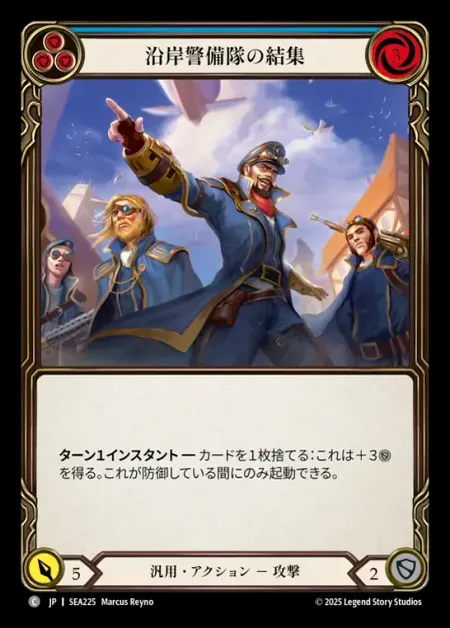 沿岸警備隊の結集
3
ターン1インスタント ー カードを1枚捨てる：これは＋3
を得る。これが防御している間にのみ起動できる。
5
汎用・アクション － 攻撃
2
C JP SEA225 Marcus Reyno
© 2025 Legend Story Studios